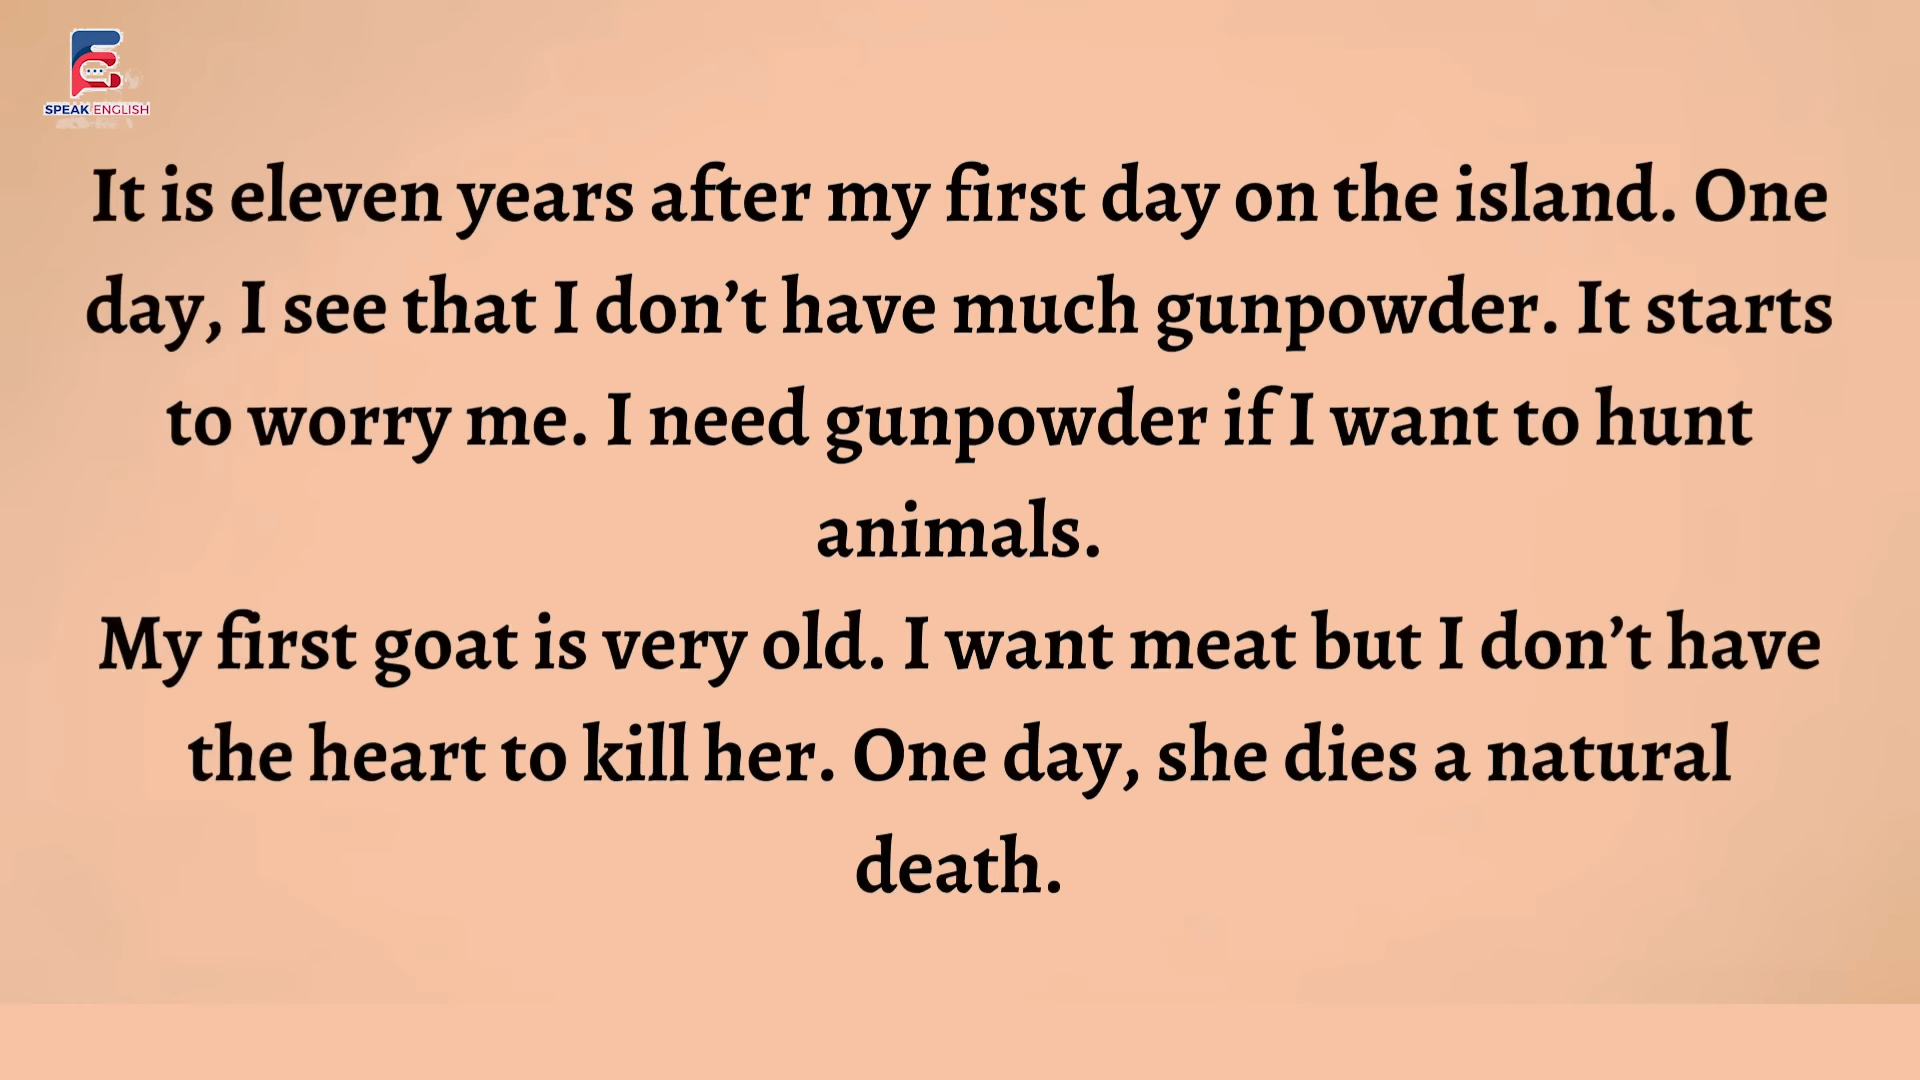 SPEAK ENGLISH
It is eleven years after my first day on the island. One
day, I see that I don’t have much gunpowder. It starts
to worry me. I need gunpowder if I want to hunt
animals.
My first goat is very old. I want meat but I don’t have
the heart to kill her. One day, she dies a natural
death.